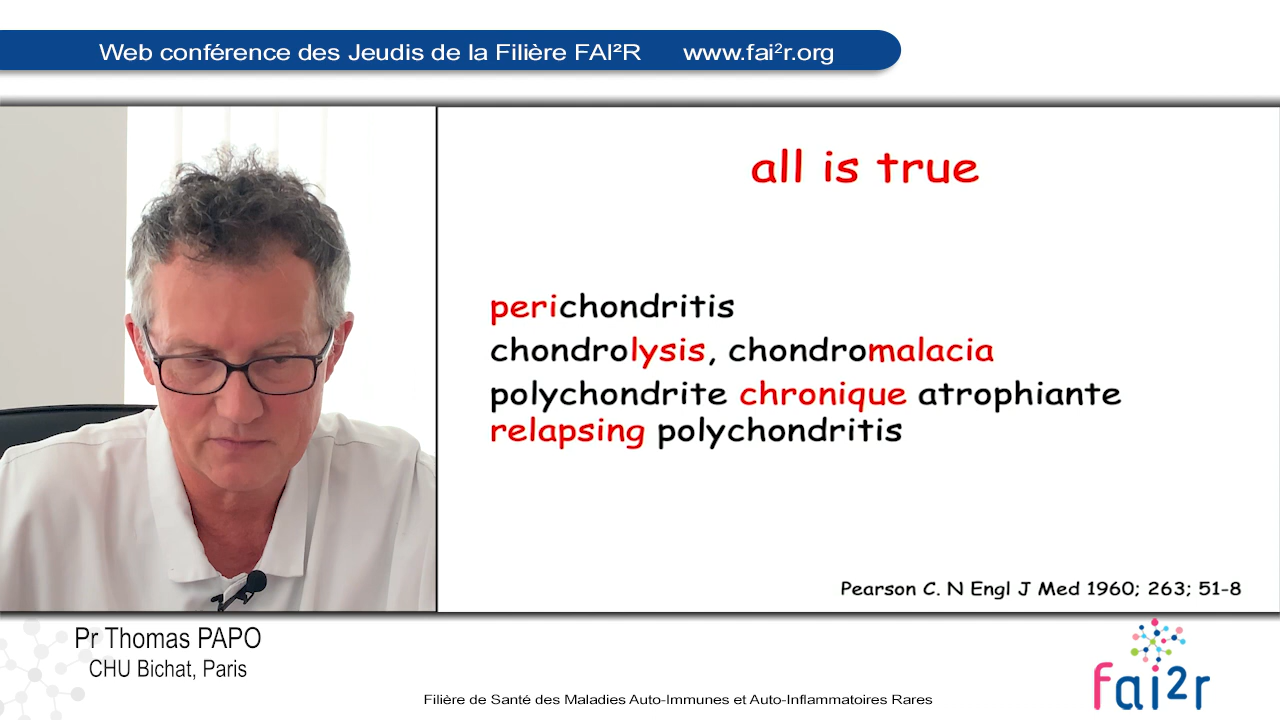 Web conférence des Jeudis de la Filière FAI²R www.fai²r.org
all is true
perichondritis
chondrolysis, chondromalacia
polychondrite chronique atrophiante
relapsing polychondritis
Pearson C. N Engl J Med 1960; 263; 51-8
Pr Thomas PAPO
CHU Bichat, Paris
Filière de Santé des Maladies Auto-Immunes et Auto-Inflammatoires Rares
fai2r